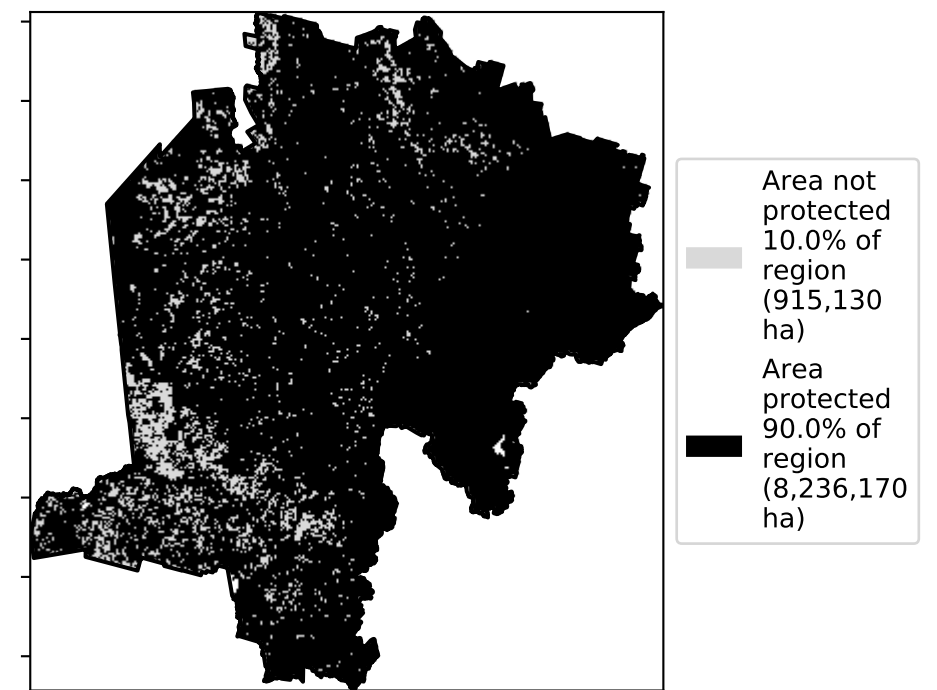 Area not
protected
10.0% of
region
(915,130
ha)
Area
protected
90.0% of
region
(8,236,170
ha)